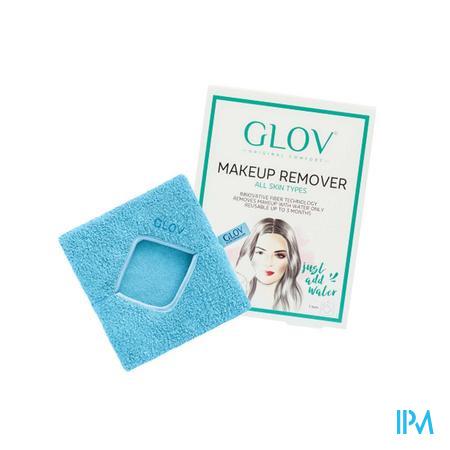 GLOV®
ORIGINAL COMFORT
MAKEUP REMOVER
ALL SKIN TYPES
INNOVATIVE FIBER TECHNOLOGY
REMOVES MAKEUP WITH WATER ONLY
REUSABLE UP TO 3 MONTHS
GLOV
just
add
water
GLOV
IPM